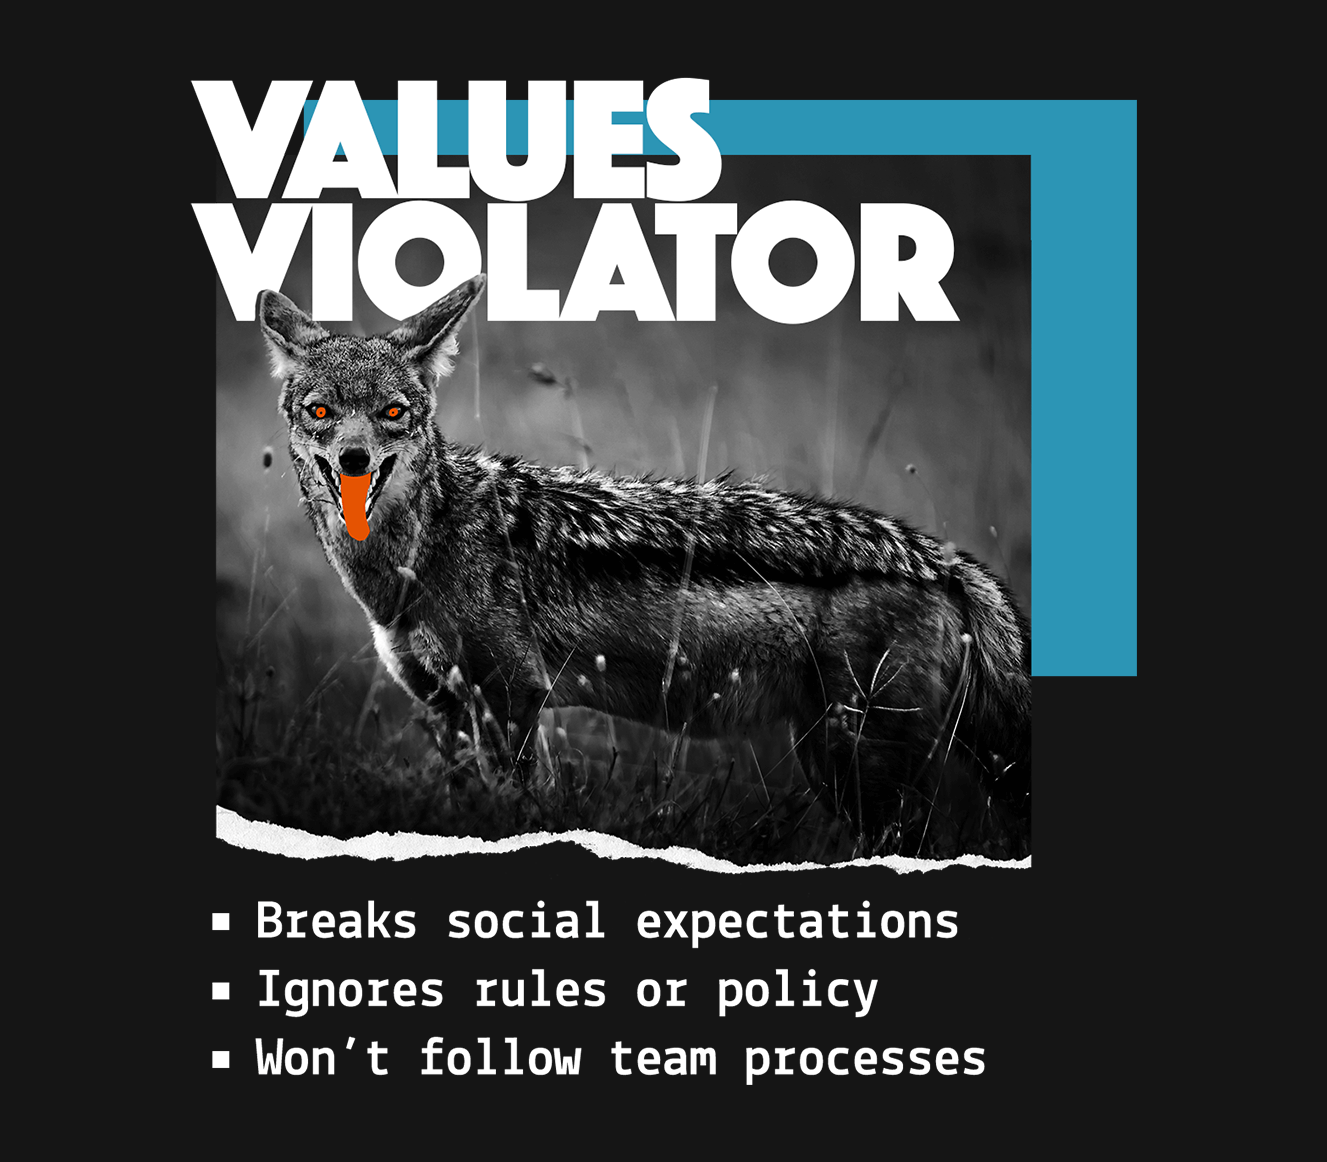 VALUES
VIOLATOR
▪ Breaks social expectations
▪ Ignores rules or policy
▪ Won’t follow team processes